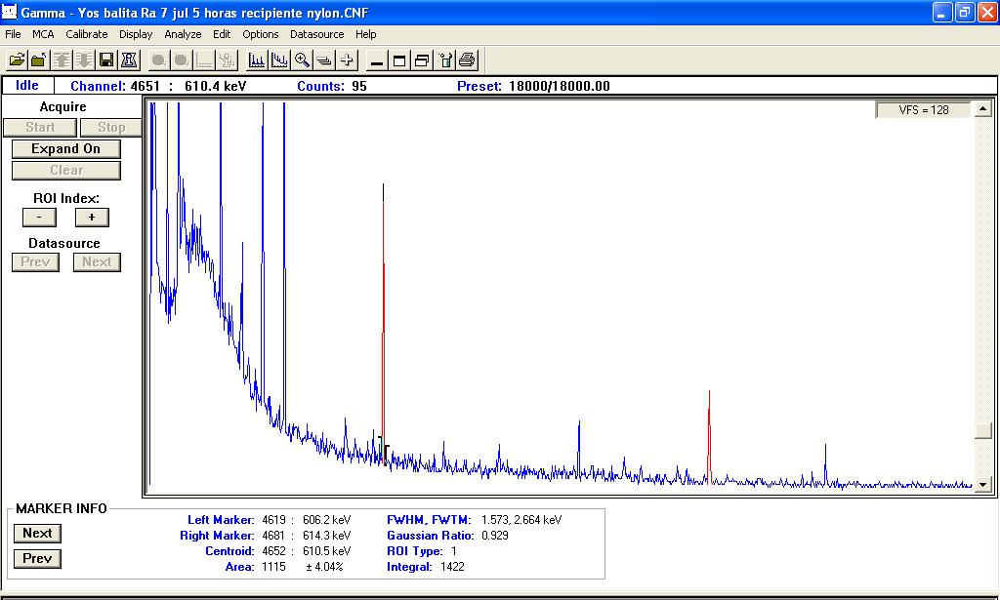 Gamma - Yos balita Ra 7 jul 5 horas recipiente nylon.CNF
File MCA Calibrate Display Analyze Edit Options Datasource Help
Idle Channel: 4651 : 610.4 keV Counts: 95 Preset: 18000/18000.00
Acquire
Start Stop
Expand On
Clear
ROI Index:
- +
Datasource
Prev Next
VFS = 128
MARKER INFO
Next
Prev
Left Marker: 4619 : 606.2 keV FWHM, FWTM: 1.573, 2.664 keV
Right Marker: 4681 : 614.3 keV Gaussian Ratio: 0.929
Centroid: 4652 : 610.5 keV ROI Type: 1
Area: 1115 ± 4.04% Integral: 1422